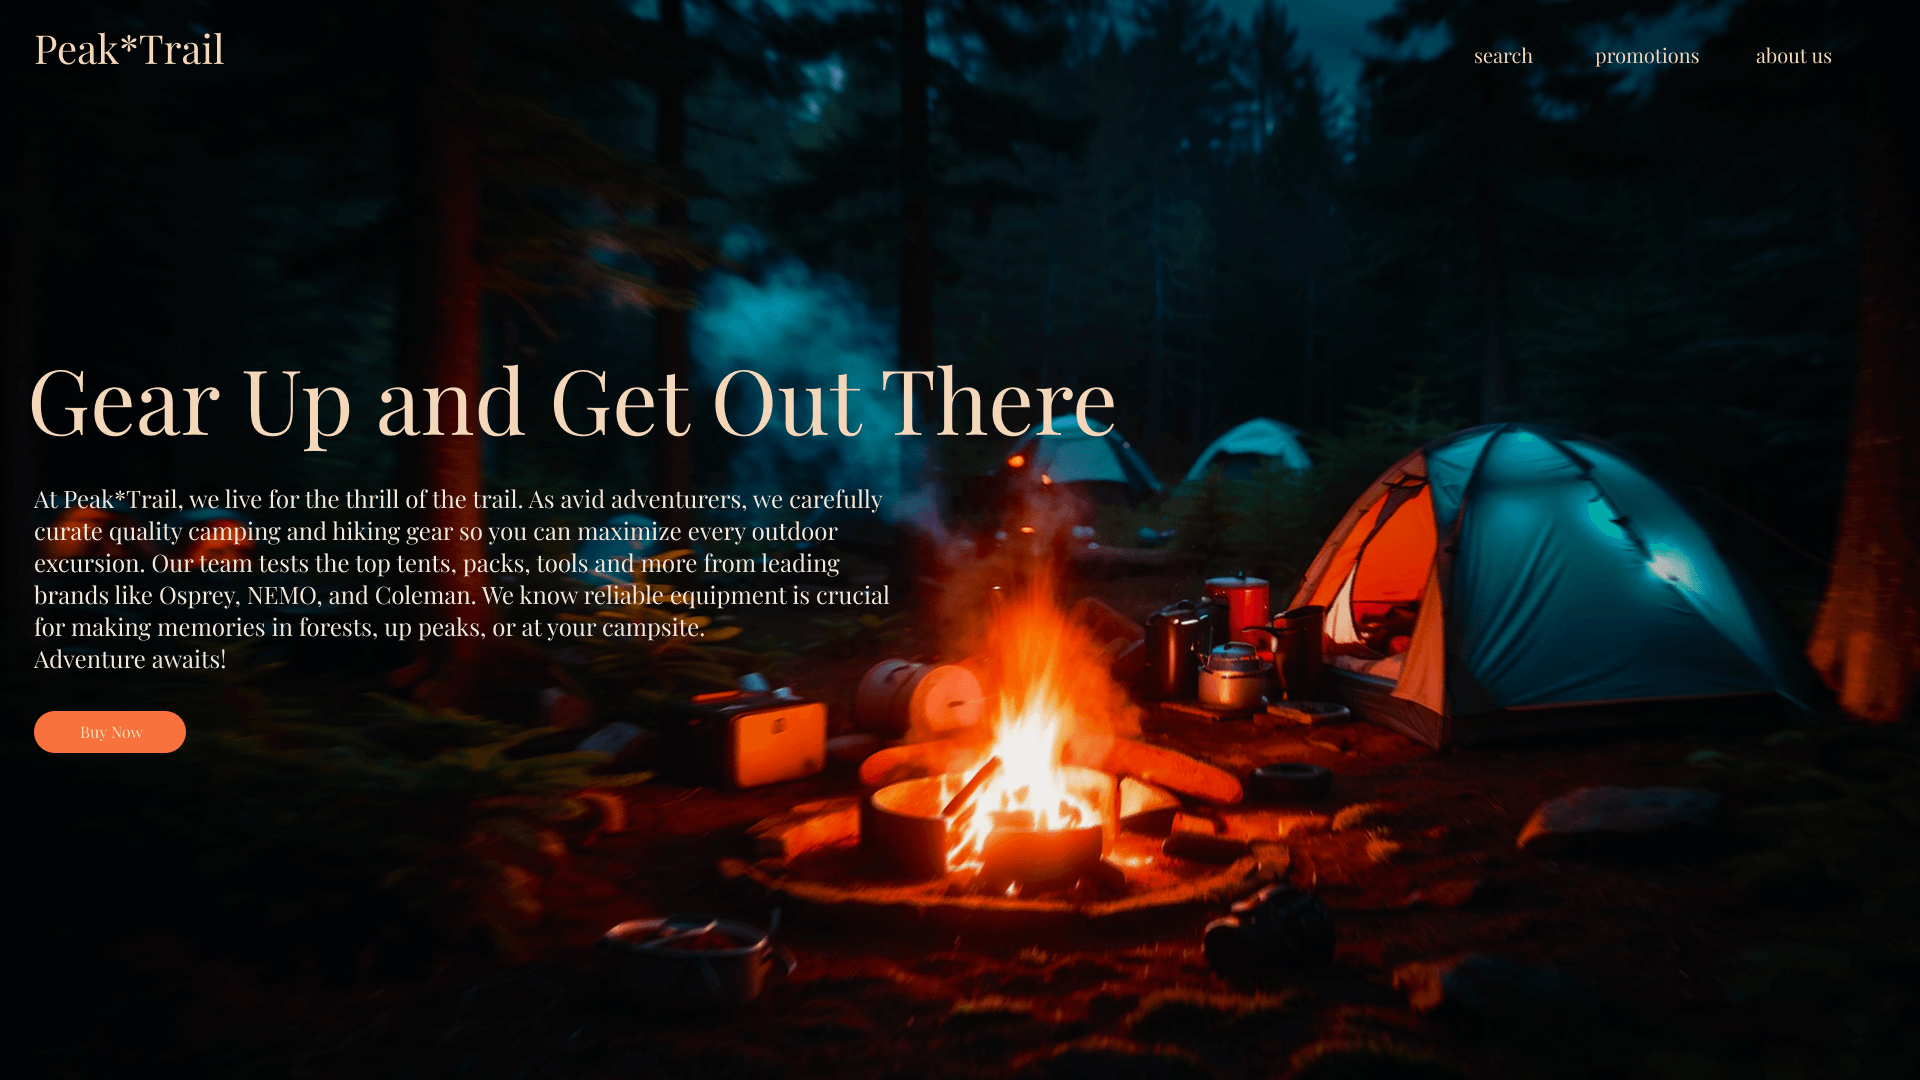 Peak*Trail
search promotions about us
Gear Up and Get Out There
At Peak*Trail, we live for the thrill of the trail. As avid adventurers, we carefully
curate quality camping and hiking gear so you can maximize every outdoor
excursion. Our team tests the top tents, packs, tools and more from leading
brands like Osprey, NEMO, and Coleman. We know reliable equipment is crucial
for making memories in forests, up peaks, or at your campsite.
Adventure awaits!
Buy Now